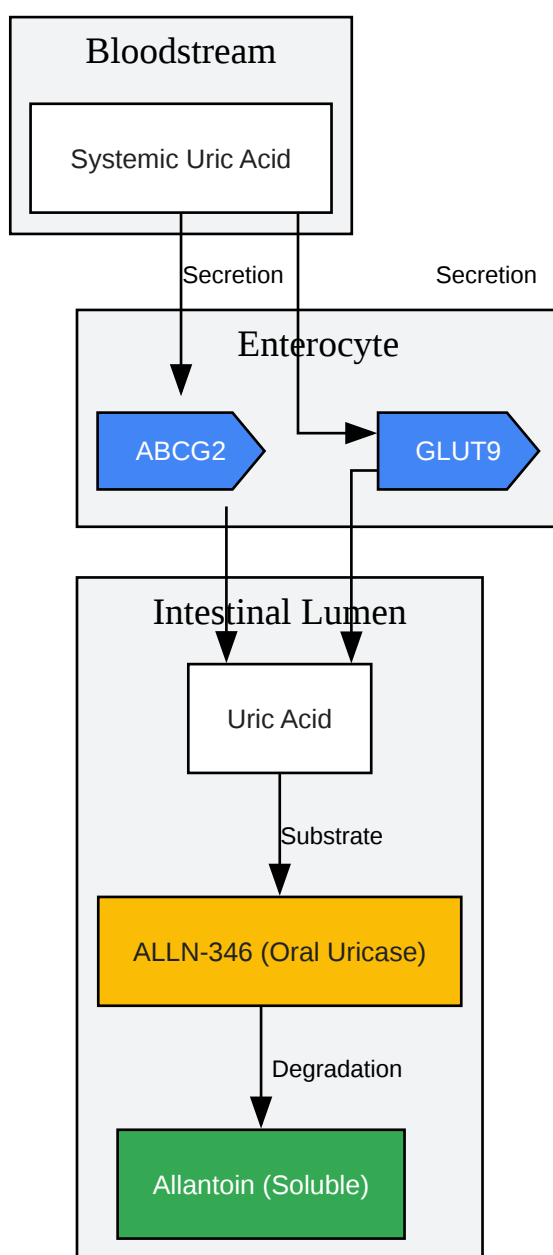 Bloodstream
Systemic Uric Acid
Secretion
Secretion
Enterocyte
ABCG2
GLUT9
Intestinal Lumen
Uric Acid
Substrate
ALLN-346 (Oral Uricase)
Degradation
Allantoin (Soluble)